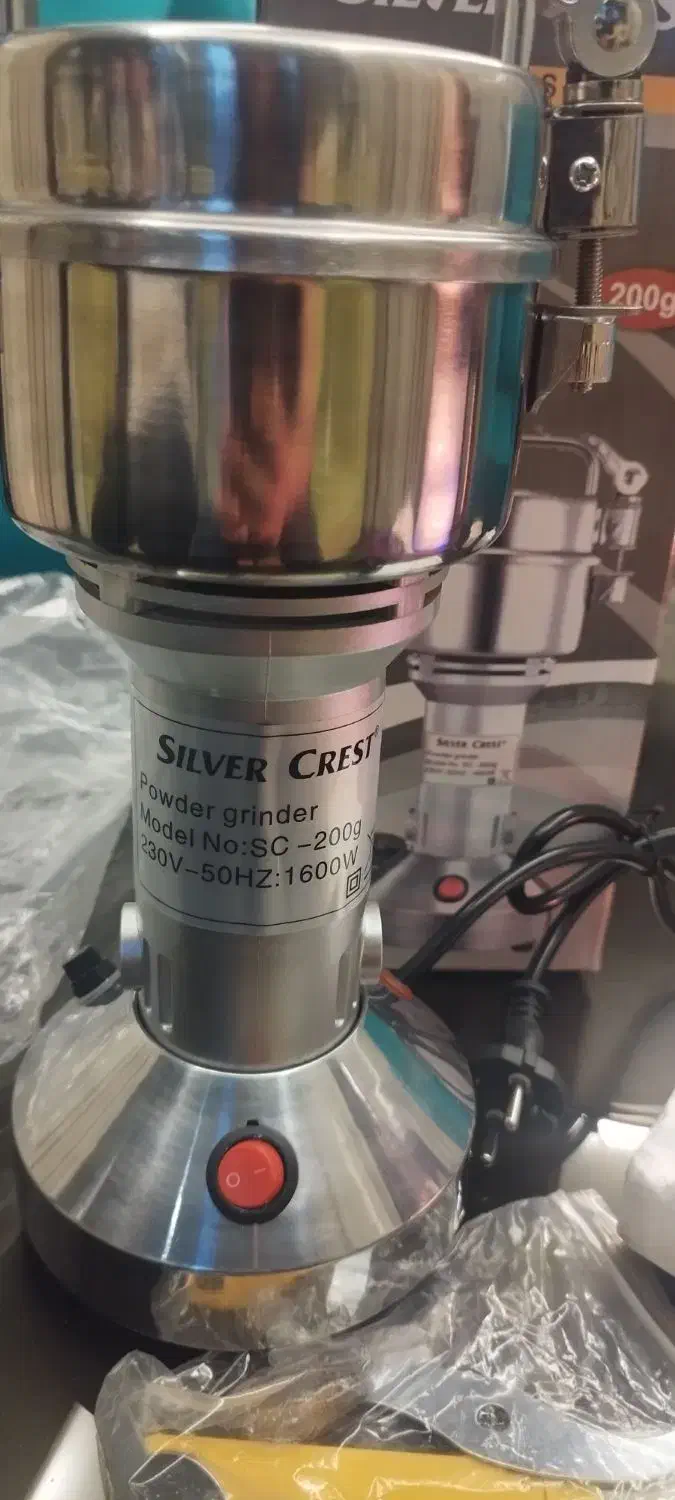 200g
SILVER CREST®
Powder grinder
Model No:SC-200g
230V-50HZ:1600W
SILVER CREST®
O –